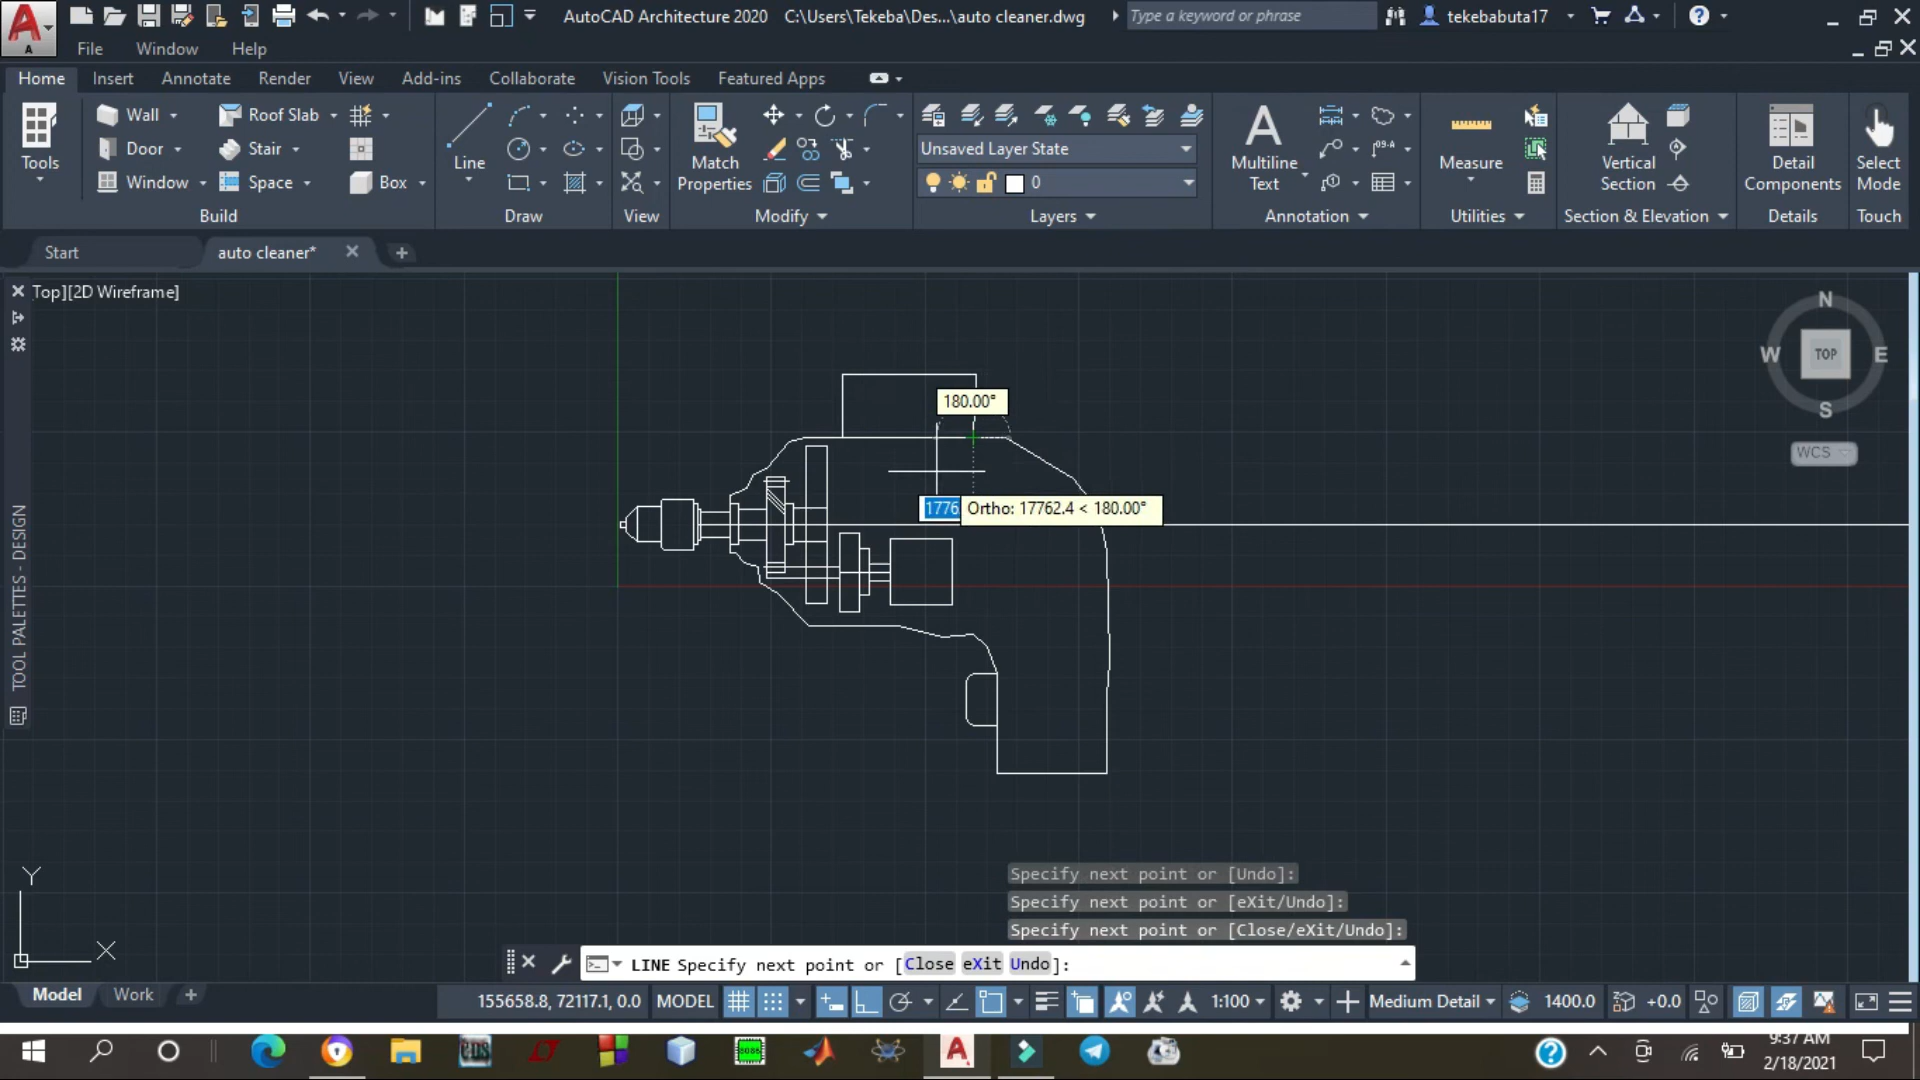 AutoCAD Architecture 2020 C:\Users\Tekeba\Des...\auto cleaner.dwg Type a keyword or phrase tekebabuta17
File Window Help
Home Insert Annotate Render View Add-ins Collaborate Vision Tools Featured Apps
Tools
Wall Roof Slab
Door Stair
Window Space Box
Line
Match
Properties
Unsaved Layer State
0
Multiline
Text
Measure
Vertical
Section
Detail
Components
Select
Mode
Build Draw View Modify Layers Annotation Utilities Section & Elevation Details Touch
Start auto cleaner*
Top][2D Wireframe]
N
W TOP E
S
WCS
180.00°
1776 Ortho: 17762.4 < 180.00°
TOOL PALETTES - DESIGN
Y
X
Specify next point or [Undo]:
Specify next point or [eXit/Undo]:
Specify next point or [Close/eXit/Undo]:
LINE Specify next point or [Close eXit Undo]:
Model Work
155658.8, 72117.1, 0.0 MODEL 1:100 Medium Detail 1400.0 +0.0
9:37 AM
2/18/2021